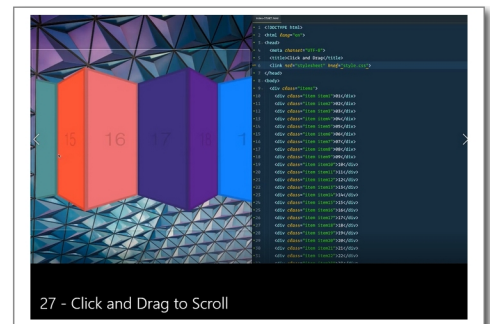 index-START.html
<!DOCTYPE html>
<html lang="en">
<head>
<meta charset="UTF-8">
<title>Click and Drag</title>
<link rel="stylesheet" href="style.css">
</head>
<body>
<div class="items">
<div class="item item1">01</div>
<div class="item item2">02</div>
<div class="item item3">03</div>
<div class="item item4">04</div>
<div class="item item5">05</div>
<div class="item item6">06</div>
<div class="item item7">07</div>
<div class="item item8">08</div>
<div class="item item9">09</div>
<div class="item item10">10</div>
<div class="item item11">11</div>
<div class="item item12">12</div>
<div class="item item13">13</div>
<div class="item item14">14</div>
<div class="item item15">15</div>
<div class="item item16">16</div>
<div class="item item17">17</div>
<div class="item item18">18</div>
<div class="item item19">19</div>
<div class="item item20">20</div>
<div class="item item21">21</div>
<div class="item item22">22</div>
15 16 17 18 1
27 - Click and Drag to Scroll